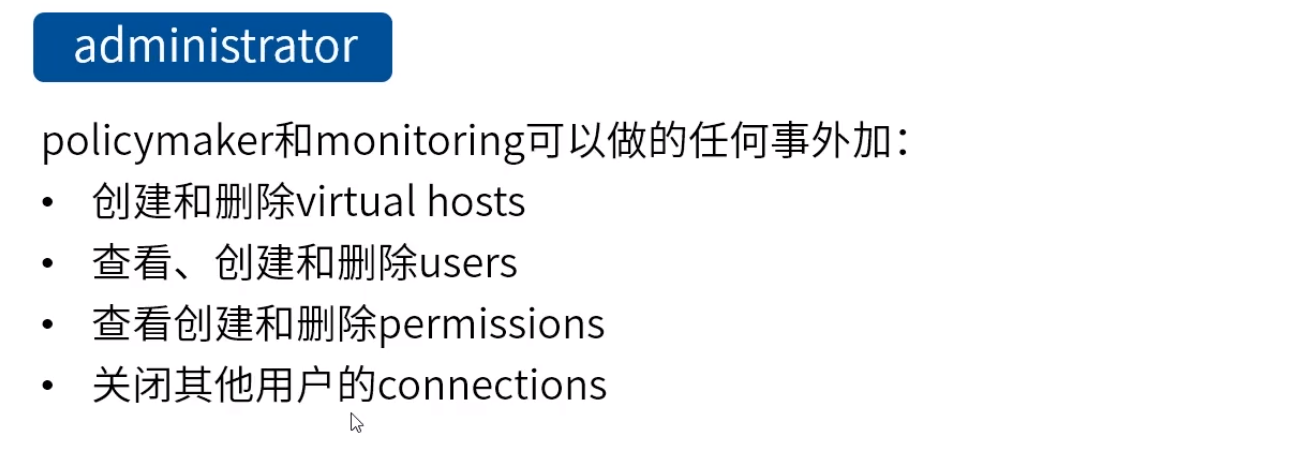 administrator
policymaker和monitoring可以做的任何事外加：
• 创建和删除virtual hosts
• 查看、创建和删除users
• 查看创建和删除permissions
• 关闭其他用户的connections